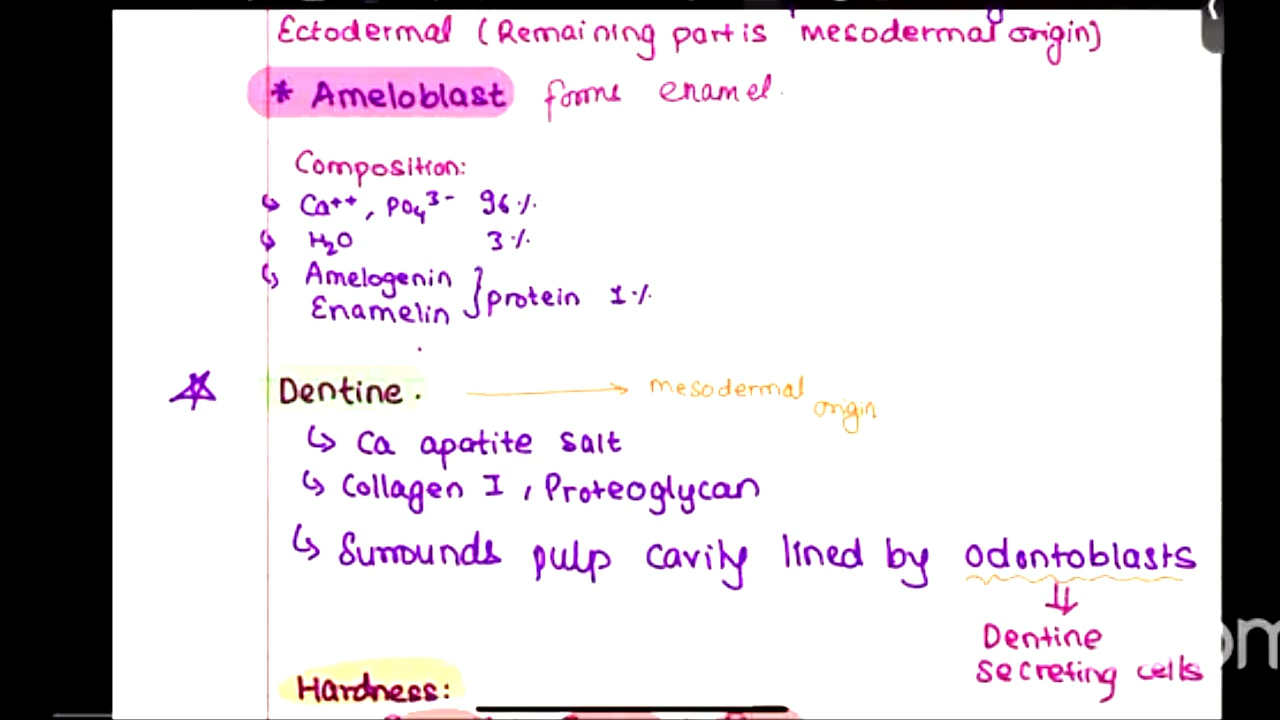 Ectodermal (Remaining part is mesodermal origin)
* Ameloblast forms enamel.
Composition:
↳ Ca++, PO₄³⁻ 96%
↳ H₂O 3%
↳ Amelogenin
Enamelin } protein 1%
Dentine. → mesodermal origin
↳ Ca apatite salt
↳ Collagen I, Proteoglycan
↳ Surrounds pulp cavity lined by odontoblasts
⇓
Dentine
secreting cells
Hardness:
om